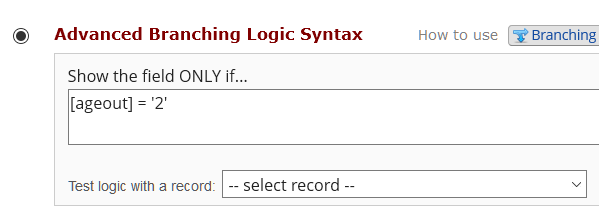 Advanced Branching Logic Syntax How to use Branching
Show the field ONLY if...
[ageout] = '2'
Test logic with a record: -- select record --